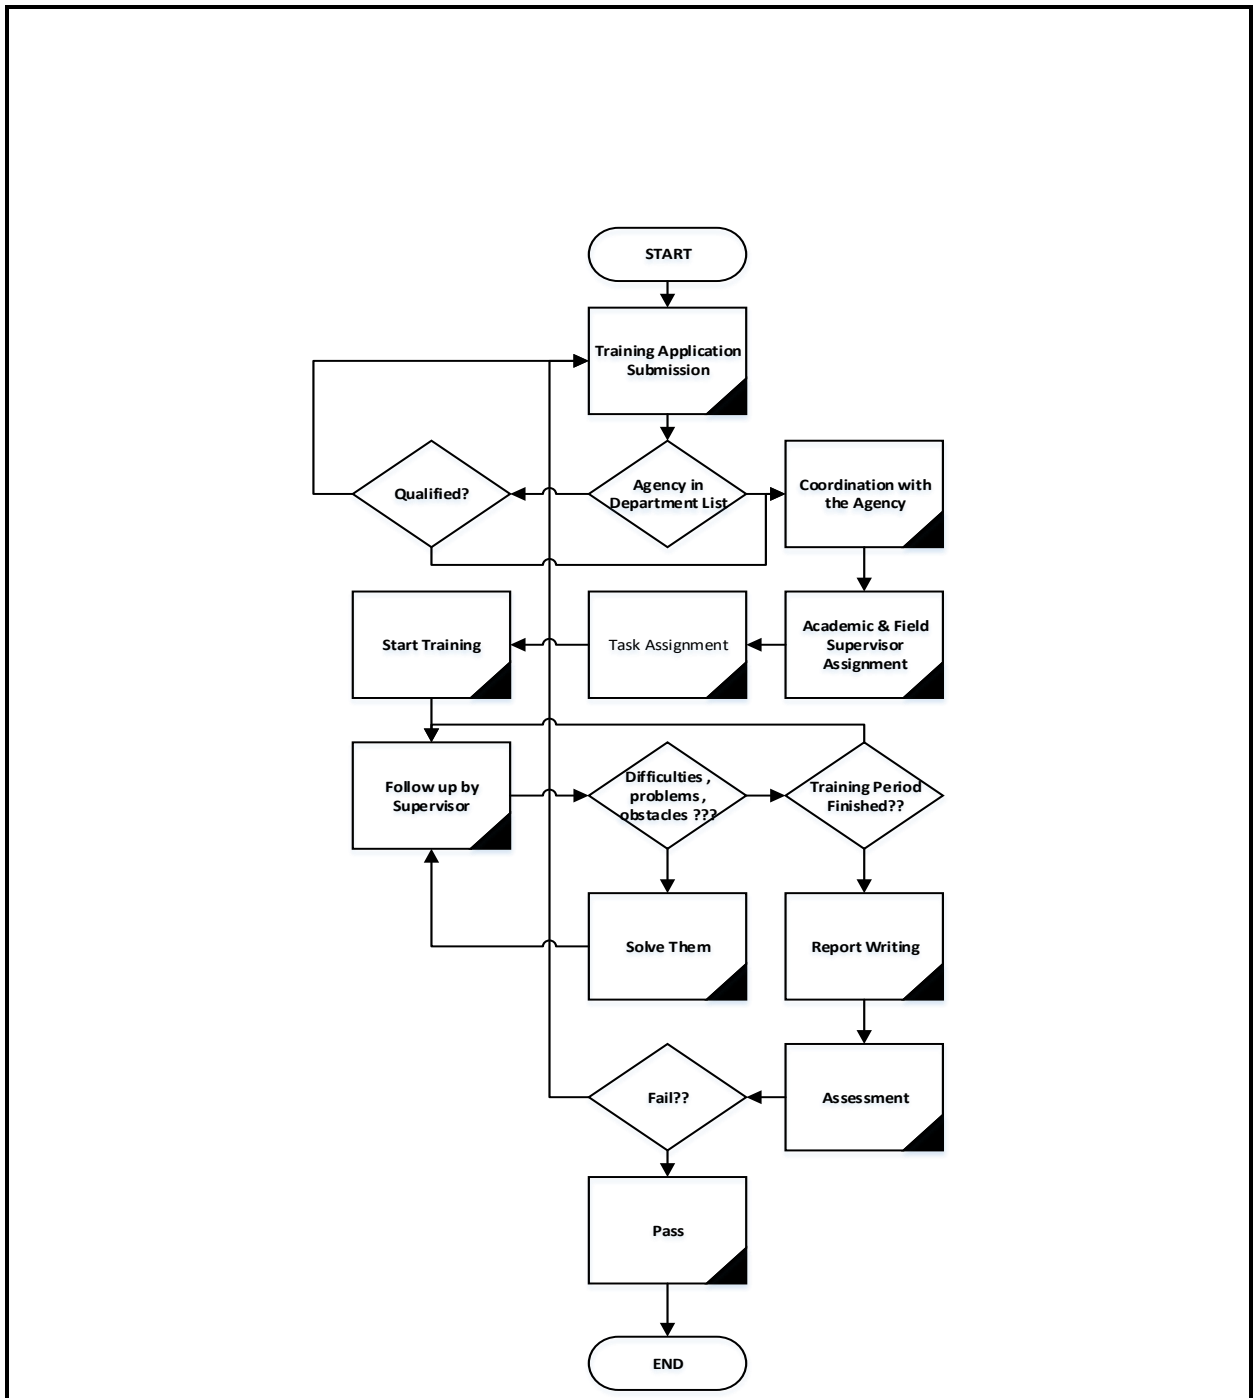 START
Training Application
Submission
Qualified?
Agency in
Department List
Coordination with
the Agency
Start Training
Task Assignment
Academic & Field
Supervisor
Assignment
Follow up by
Supervisor
Difficulties ,
problems ,
obstacles ???
Training Period
Finished??
Solve Them
Report Writing
Fail??
Assessment
Pass
END